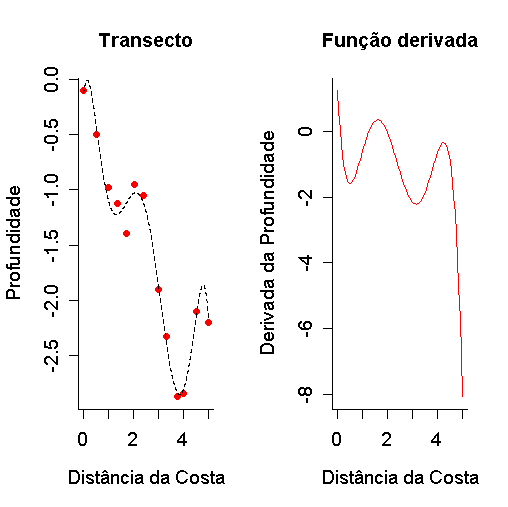 Transecto
Profundidade
0.0
-0.5
-1.0
-1.5
-2.0
-2.5
0 2 4
Distância da Costa
Função derivada
Derivada da Profundidade
0
-2
-4
-6
-8
0 2 4
Distância da Costa